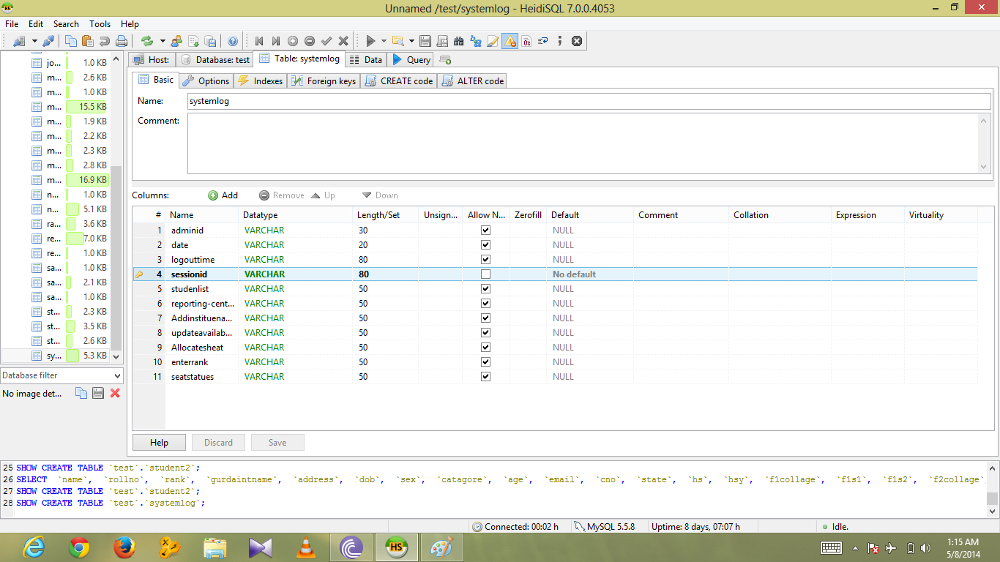 Unnamed /test/systemlog - HeidiSQL 7.0.0.4053
File Edit Search Tools Help
Host: Database: test Table: systemlog Data Query
Basic Options Indexes Foreign keys CREATE code ALTER code
Name: systemlog
Comment:
jo... 1.0 KB
m... 2.6 KB
m... 1.0 KB
m... 15.5 KB
m... 1.9 KB
m... 2.2 KB
m... 2.3 KB
m... 2.8 KB
m... 16.9 KB
n... 1.0 KB
n... 5.1 KB
ra... 3.6 KB
re... 7.0 KB
re... 1.0 KB
sa... 1.0 KB
sa... 2.1 KB
sa... 1.0 KB
st... 2.3 KB
st... 3.5 KB
st... 2.6 KB
sy... 5.3 KB
Database filter
No image det...
Columns: Add Remove Up Down
# Name Datatype Length/Set Unsign... Allow N... Zerofill Default Comment Collation Expression Virtuality
1 adminid VARCHAR 30 NULL
2 date VARCHAR 20 NULL
3 logouttime VARCHAR 80 NULL
4 sessionid VARCHAR 80 No default
5 studenlist VARCHAR 50 NULL
6 reporting-cent... VARCHAR 50 NULL
7 Addinstituena... VARCHAR 50 NULL
8 updateavailab... VARCHAR 50 NULL
9 Allocatesheat VARCHAR 50 NULL
10 enterrank VARCHAR 50 NULL
11 seatstatues VARCHAR 50 NULL
Help Discard Save
25 SHOW CREATE TABLE `test`.`student2`;
26 SELECT `name`, `rollno`, `rank`, `gurdaintname`, `address`, `dob`, `sex`, `catagore`, `age`, `email`, `cno`, `state`, `hs`, `hsy`, `f1collage`, `f1s1`, `f1s2`, `f2collage`,
27 SHOW CREATE TABLE `test`.`student2`;
28 SHOW CREATE TABLE `test`.`systemlog`;
Connected: 00:02 h MySQL 5.5.8 Uptime: 8 days, 07:07 h Idle.
HS
1:15 AM
5/8/2014